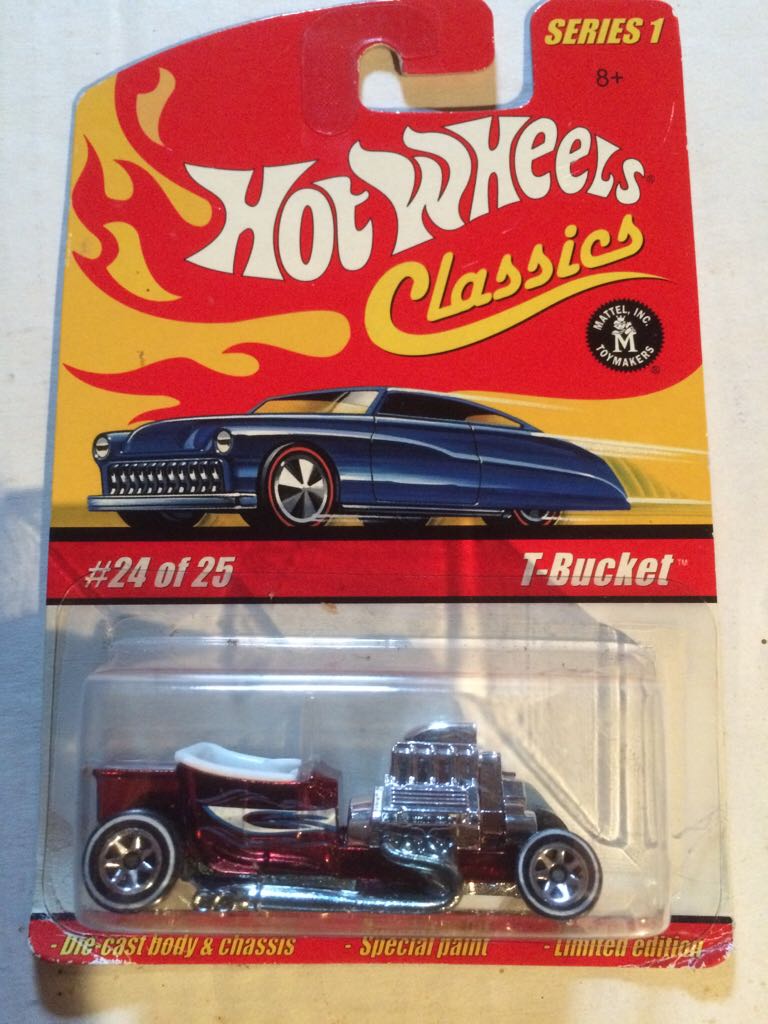 SERIES 1
8+
Hot Wheels®
Classics
MATTEL, INC.
M
TOYMAKERS ®
#24 of 25
T-Bucket™
- Die-cast body & chassis - Special paint - Limited edition